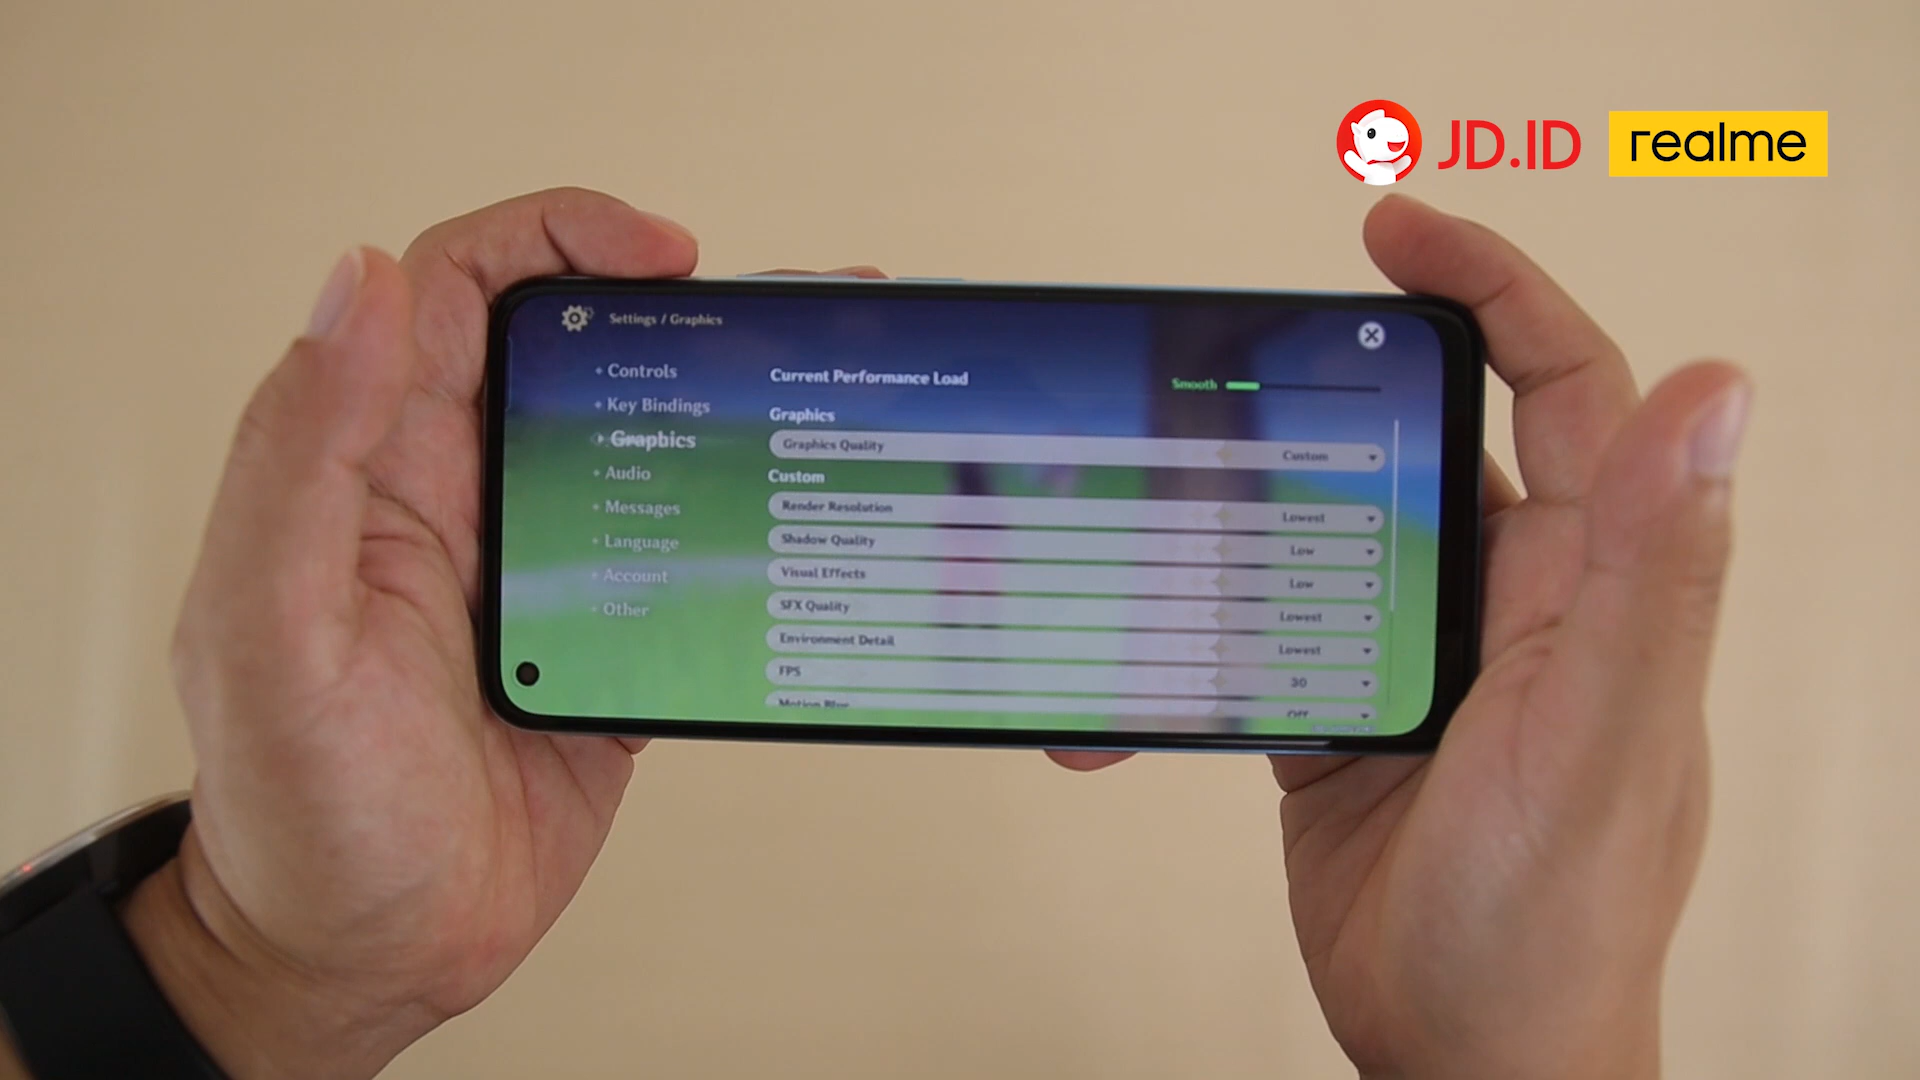 JD.ID realme
Settings / Graphics
Controls
Key Bindings
Graphics
Audio
Messages
Language
Account
Other
Current Performance Load
Smooth
Graphics
Graphics Quality Custom
Custom
Render Resolution Lowest
Shadow Quality Low
Visual Effects Low
SFX Quality Lowest
Environment Detail Lowest
FPS 30
Motion Blur Off